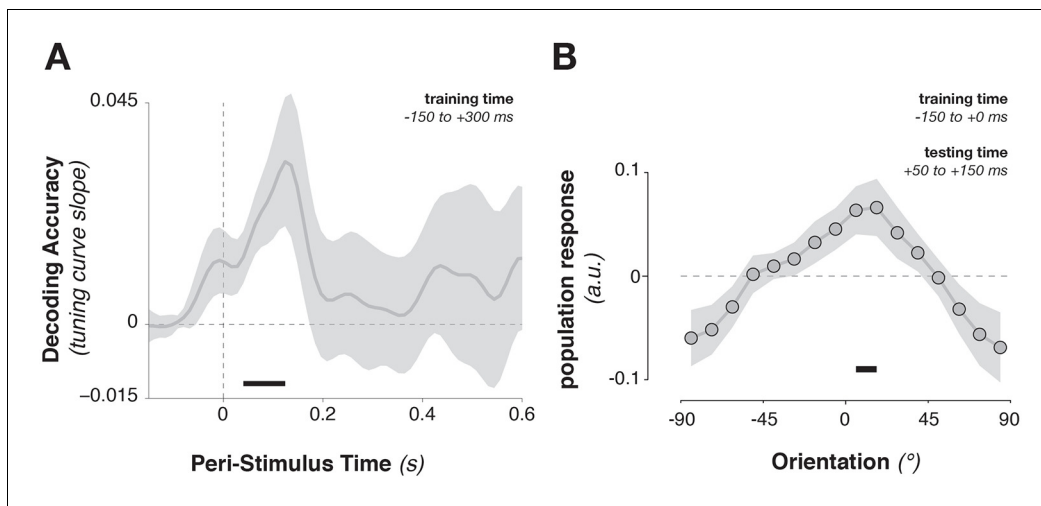 A
0.045
0
−0.015
Decoding Accuracy
(tuning curve slope)
training time
-150 to +300 ms
0
0.2
0.4
0.6
Peri-Stimulus Time (s)
B
0.1
0
-0.1
population response
(a.u.)
training time
-150 to +0 ms
testing time
+50 to +150 ms
-90
-45
0
45
90
Orientation (°)